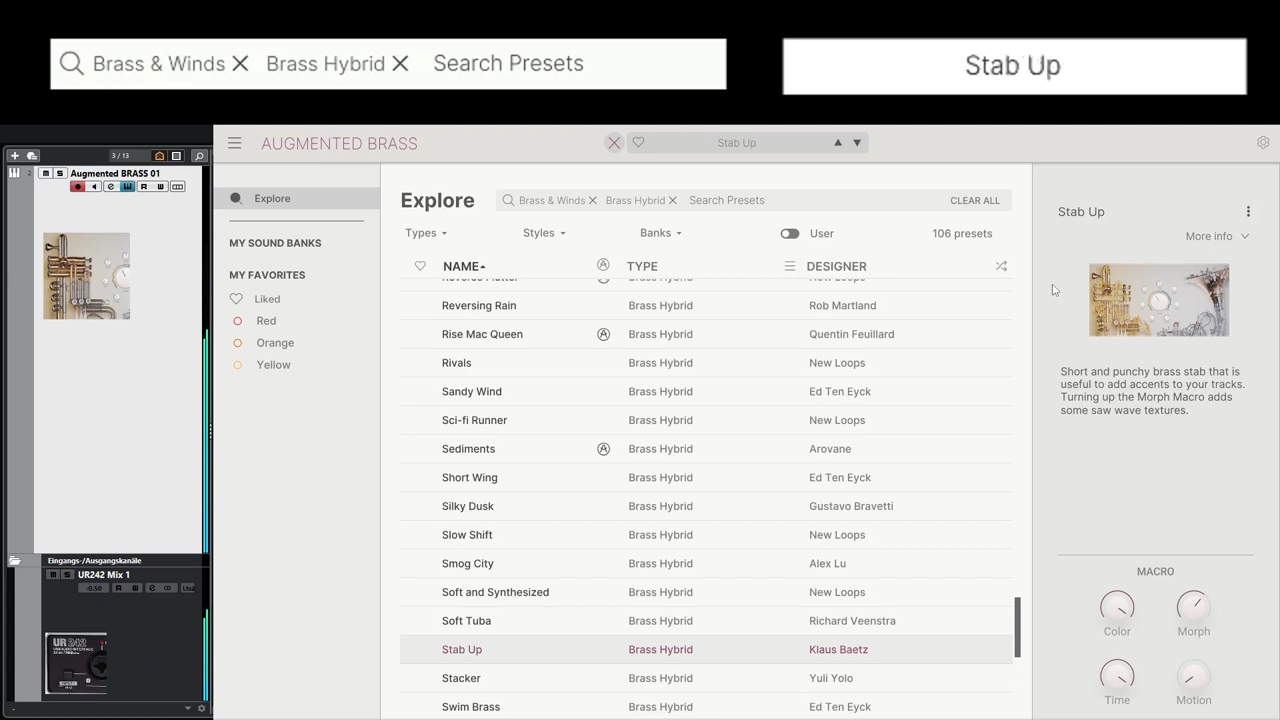 Brass & Winds Brass Hybrid Search Presets
Stab Up
3 / 13
2 M S Augmented BRASS 01
R W
Eingangs-/Ausgangskanäle
M S UR242 Mix 1
-0.58 R W
UR242
-
AUGMENTED BRASS
Stab Up
Explore
MY SOUND BANKS
MY FAVORITES
Liked
Red
Orange
Yellow
Explore Brass & Winds Brass Hybrid Search Presets CLEAR ALL
Types Styles Banks User 106 presets
NAME TYPE DESIGNER
Reversing Rain Brass Hybrid Rob Martland
Rise Mac Queen Brass Hybrid Quentin Feuillard
Rivals Brass Hybrid New Loops
Sandy Wind Brass Hybrid Ed Ten Eyck
Sci-fi Runner Brass Hybrid New Loops
Sediments Brass Hybrid Arovane
Short Wing Brass Hybrid Ed Ten Eyck
Silky Dusk Brass Hybrid Gustavo Bravetti
Slow Shift Brass Hybrid New Loops
Smog City Brass Hybrid Alex Lu
Soft and Synthesized Brass Hybrid New Loops
Soft Tuba Brass Hybrid Richard Veenstra
Stab Up Brass Hybrid Klaus Baetz
Stacker Brass Hybrid Yuli Yolo
Swim Brass Brass Hybrid Ed Ten Eyck
Stab Up
More info
Short and punchy brass stab that is
useful to add accents to your tracks.
Turning up the Morph Macro adds
some saw wave textures.
MACRO
Color Morph
Time Motion